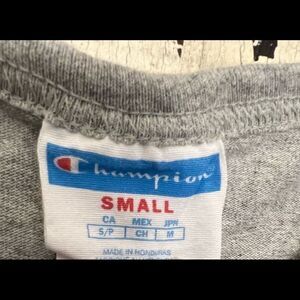 Champion
SMALL
CA MEX JPN
S/P CH M
MADE IN HONDURAS